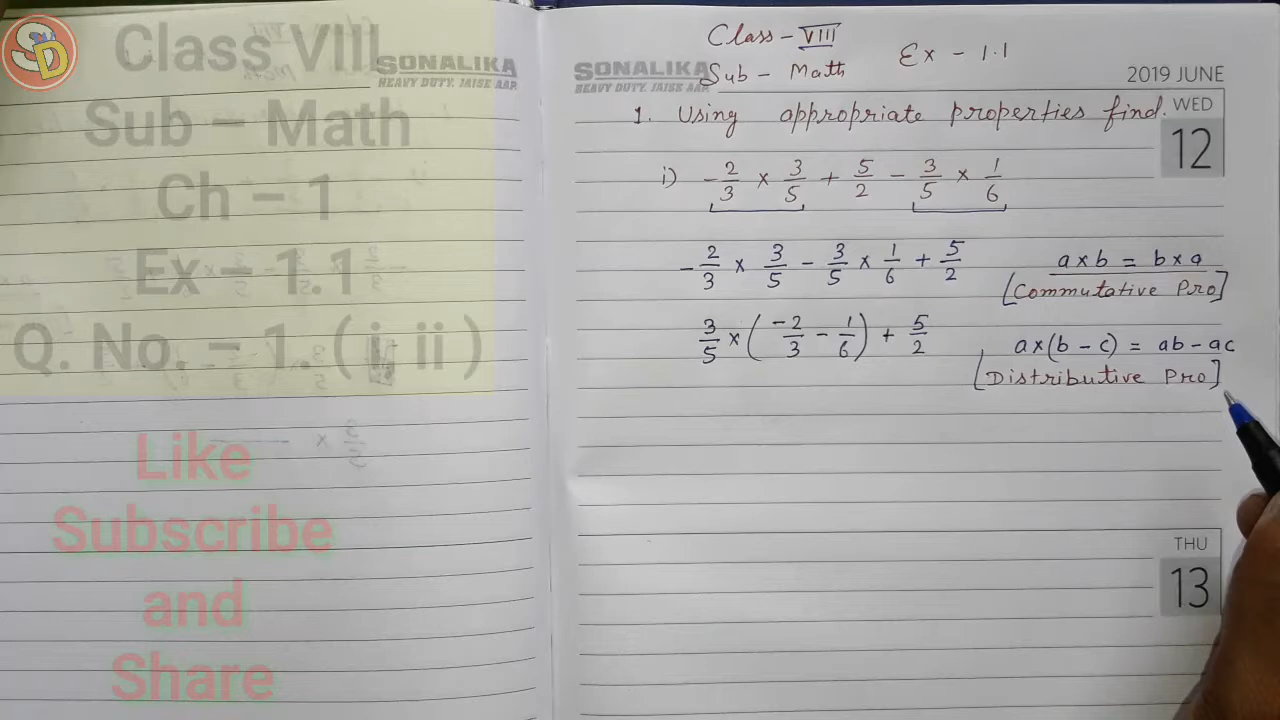 SD
Class VIII
Sub – Math
Ch – 1
Ex – 1.1
Q. No. – 1. ( i, ii )
Like
Subscribe
and
Share
SONALIKA
HEAVY DUTY. JAISE AAP.
SONALIKA
HEAVY DUTY. JAISE AAP.
2019 JUNE
WED
12
Class - VIII
Sub - Math
Ex - 1.1
1. Using appropriate properties find.
i) -2/3 × 3/5 + 5/2 - 3/5 × 1/6
-2/3 × 3/5 - 3/5 × 1/6 + 5/2
a×b = b×a
[Commutative Pro]
3/5 × (-2/3 - 1/6) + 5/2
a×(b - c) = ab - ac
[Distributive Pro]
THU
13